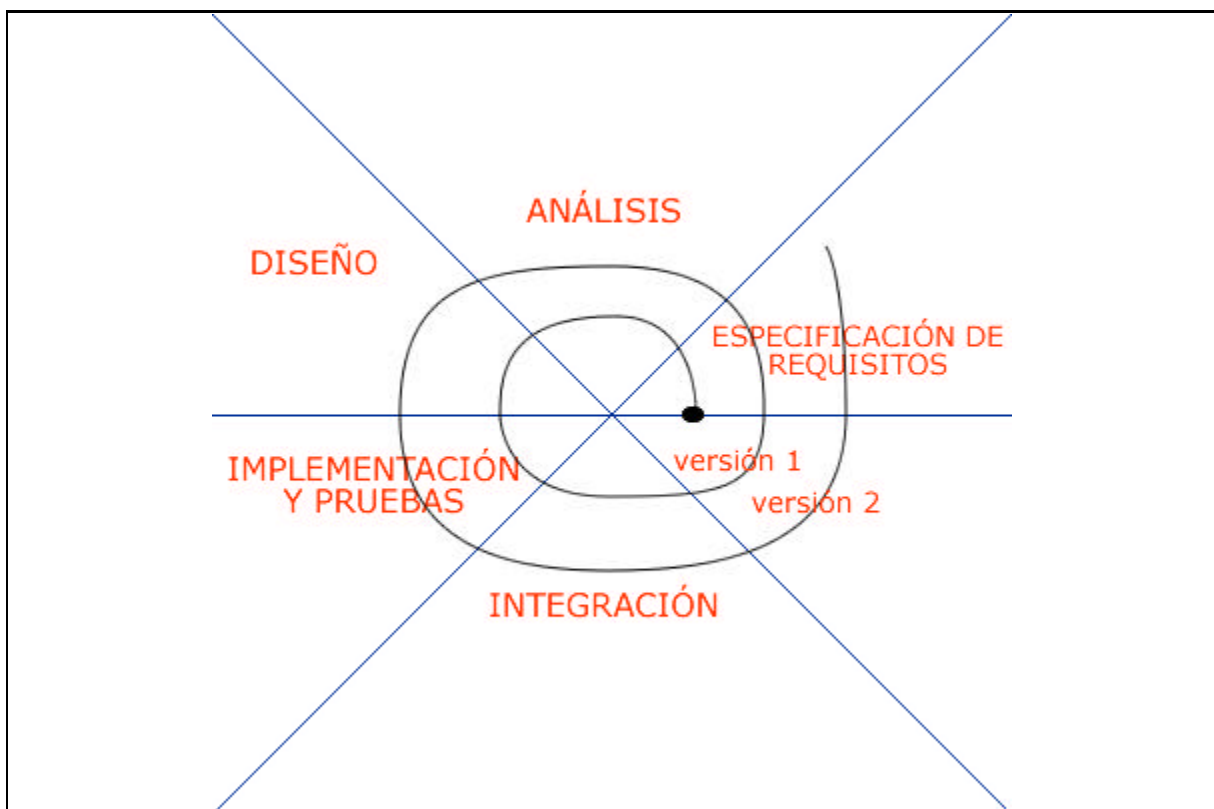 ANÁLISIS
DISEÑO
ESPECIFICACIÓN DE
REQUISITOS
IMPLEMENTACIÓN
Y PRUEBAS
versión 1
versión 2
INTEGRACIÓN